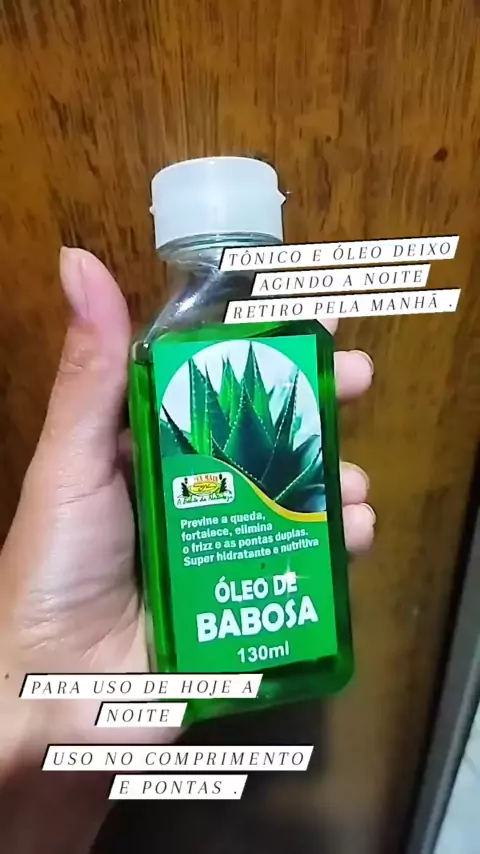 TÔNICO E ÓLEO DEIXO
AGINDO A NOITE
RETIRO PELA MANHÃ .
Previne a queda,
fortalece, elimina
o frizz e as pontas duplas.
Super hidratante e nutritiva
ÓLEO DE
BABOSA
130ml
PARA USO DE HOJE A
NOITE
USO NO COMPRIMENTO
E PONTAS .